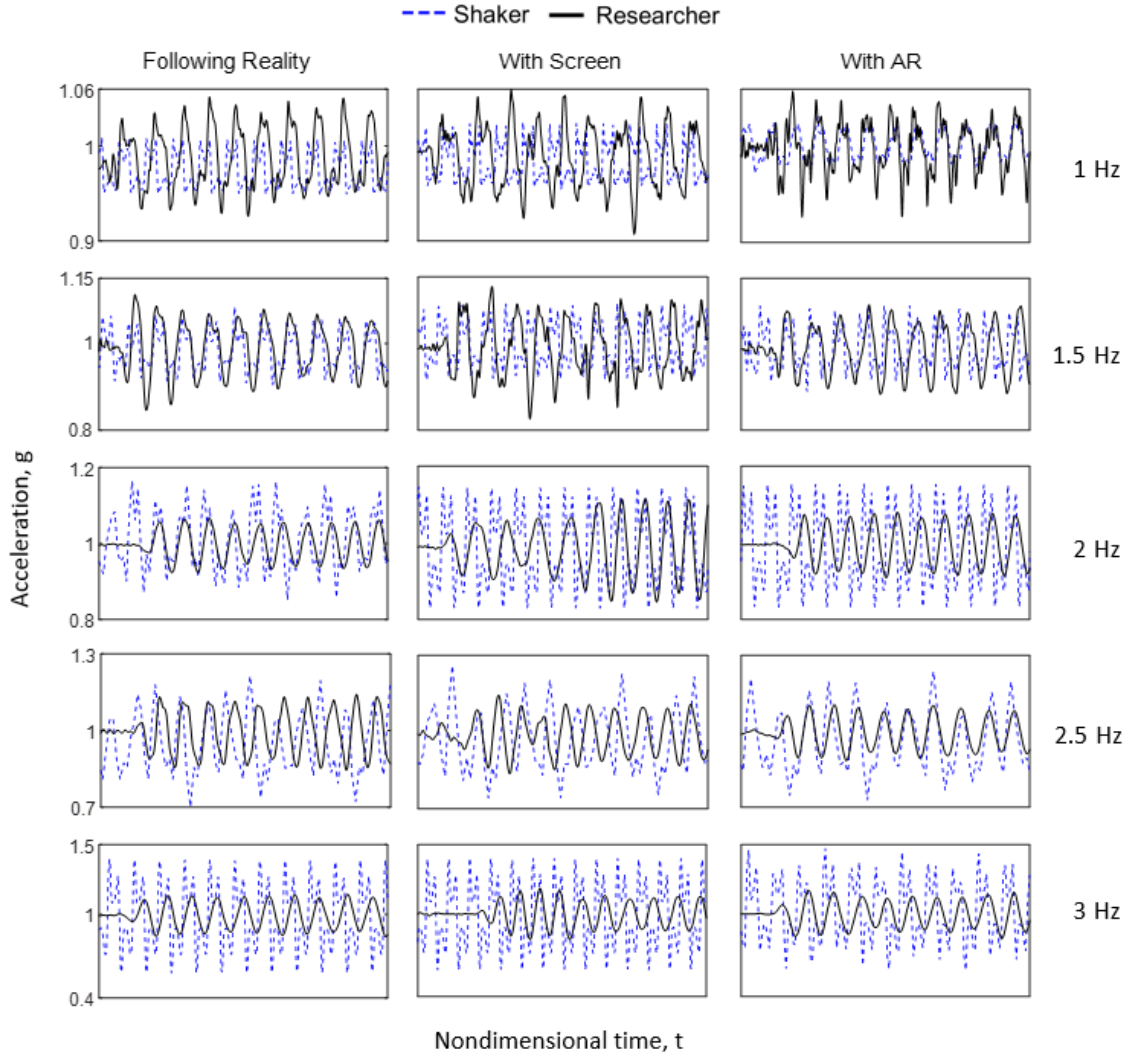 Shaker Researcher
Following Reality With Screen With AR
1.06
1
0.9
1 Hz
1.15
1
0.8
1.5 Hz
Acceleration, g
1.2
1
0.8
2 Hz
1.3
1
0.7
2.5 Hz
1.5
1
0.4
3 Hz
Nondimensional time, t